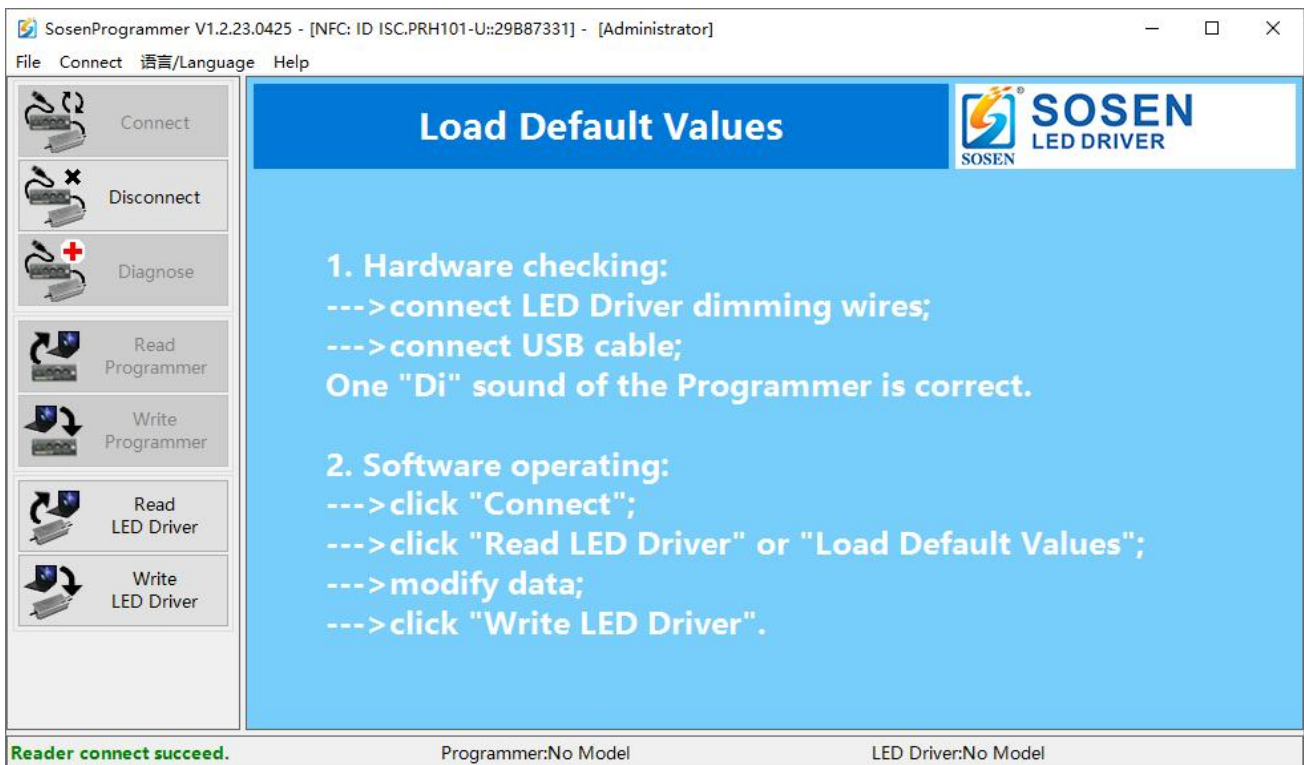 SosenProgrammer V1.2.23.0425 - [NFC: ID ISC.PRH101-U::29B87331] - [Administrator]
File Connect 语言/Language Help
Connect
Disconnect
Diagnose
Read
Programmer
Write
Programmer
Read
LED Driver
Write
LED Driver
Load Default Values
SOSEN
®
SOSEN
LED DRIVER
1. Hardware checking:
--->connect LED Driver dimming wires;
--->connect USB cable;
One "Di" sound of the Programmer is correct.
2. Software operating:
--->click "Connect";
--->click "Read LED Driver" or "Load Default Values";
--->modify data;
--->click "Write LED Driver".
Reader connect succeed.
Programmer:No Model
LED Driver:No Model